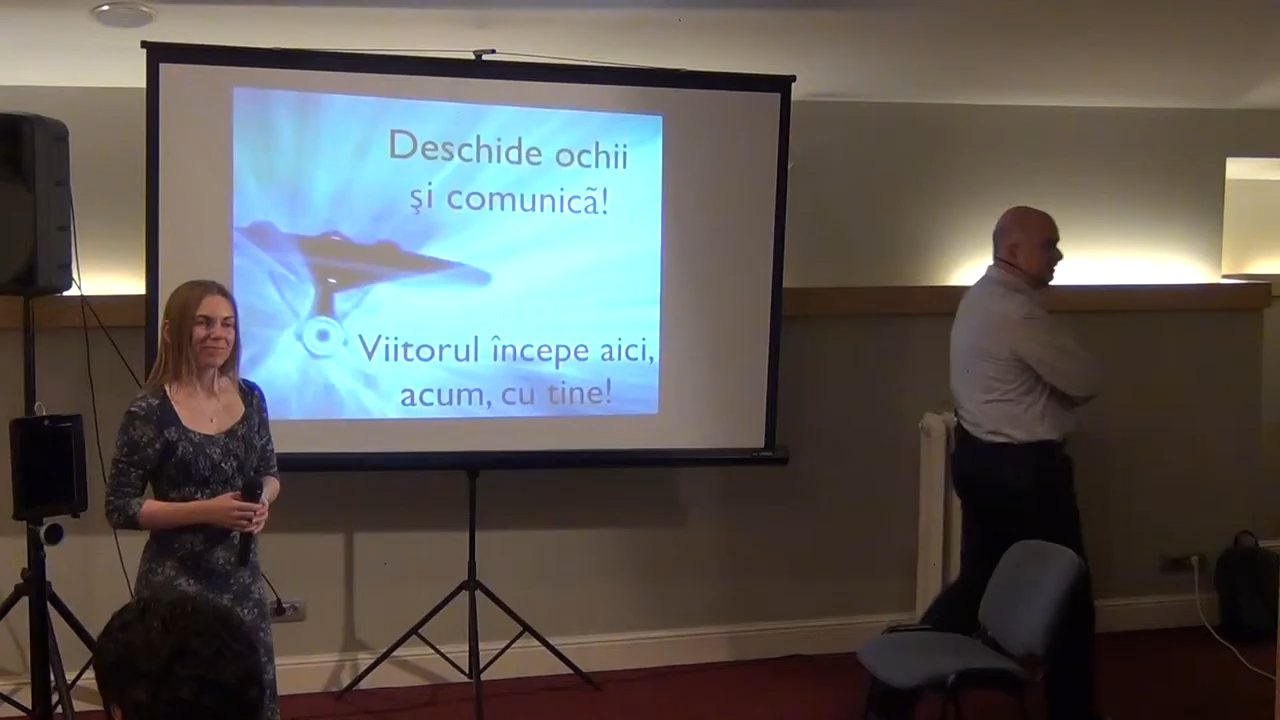 Deschide ochii
şi comunicã!
Viitorul începe aici,
acum, cu tine!